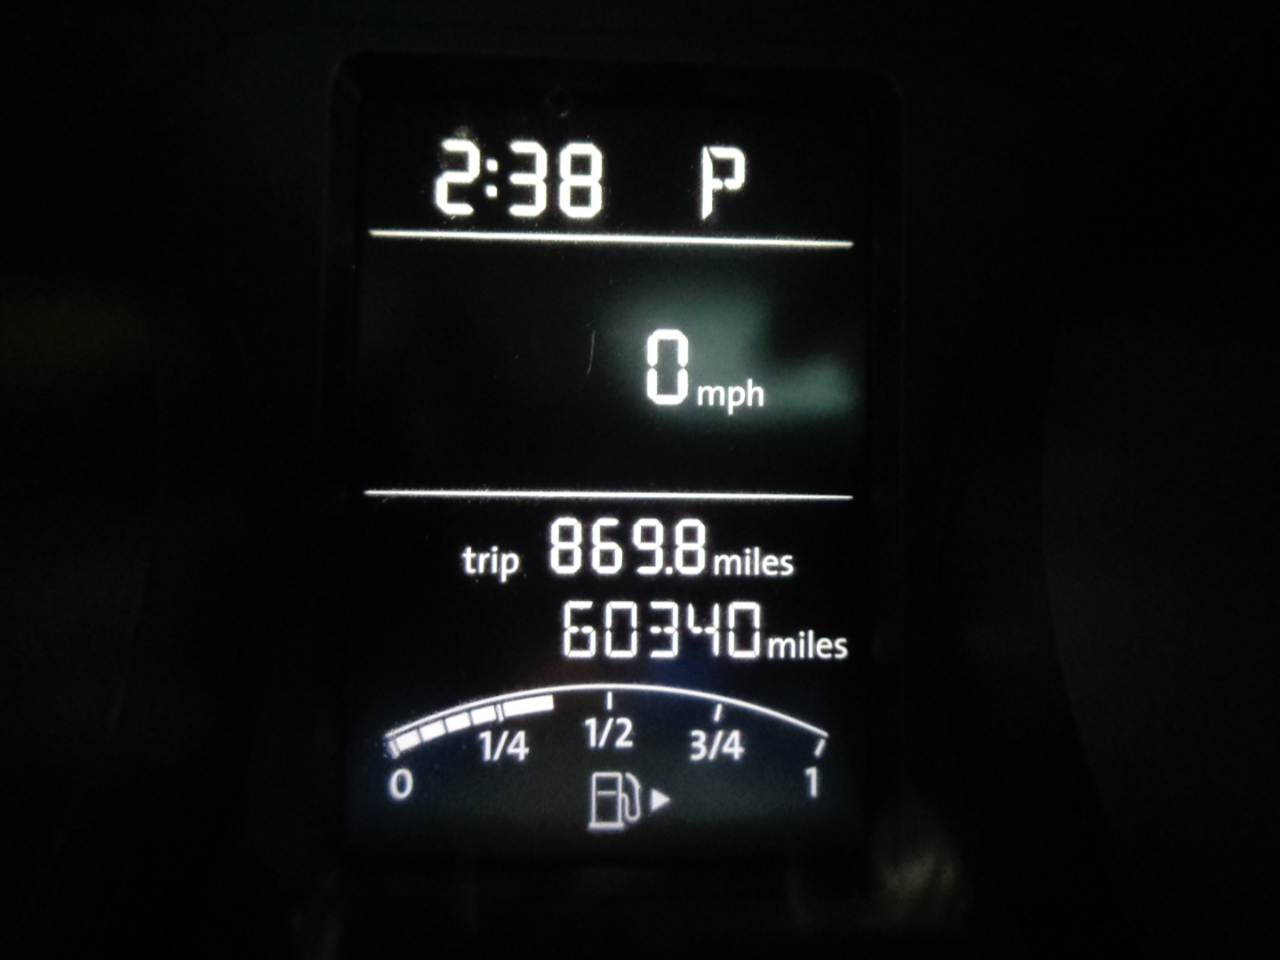 2:38 P
0 mph
trip 869.8 miles
60340 miles
0 1/4 1/2 3/4 1